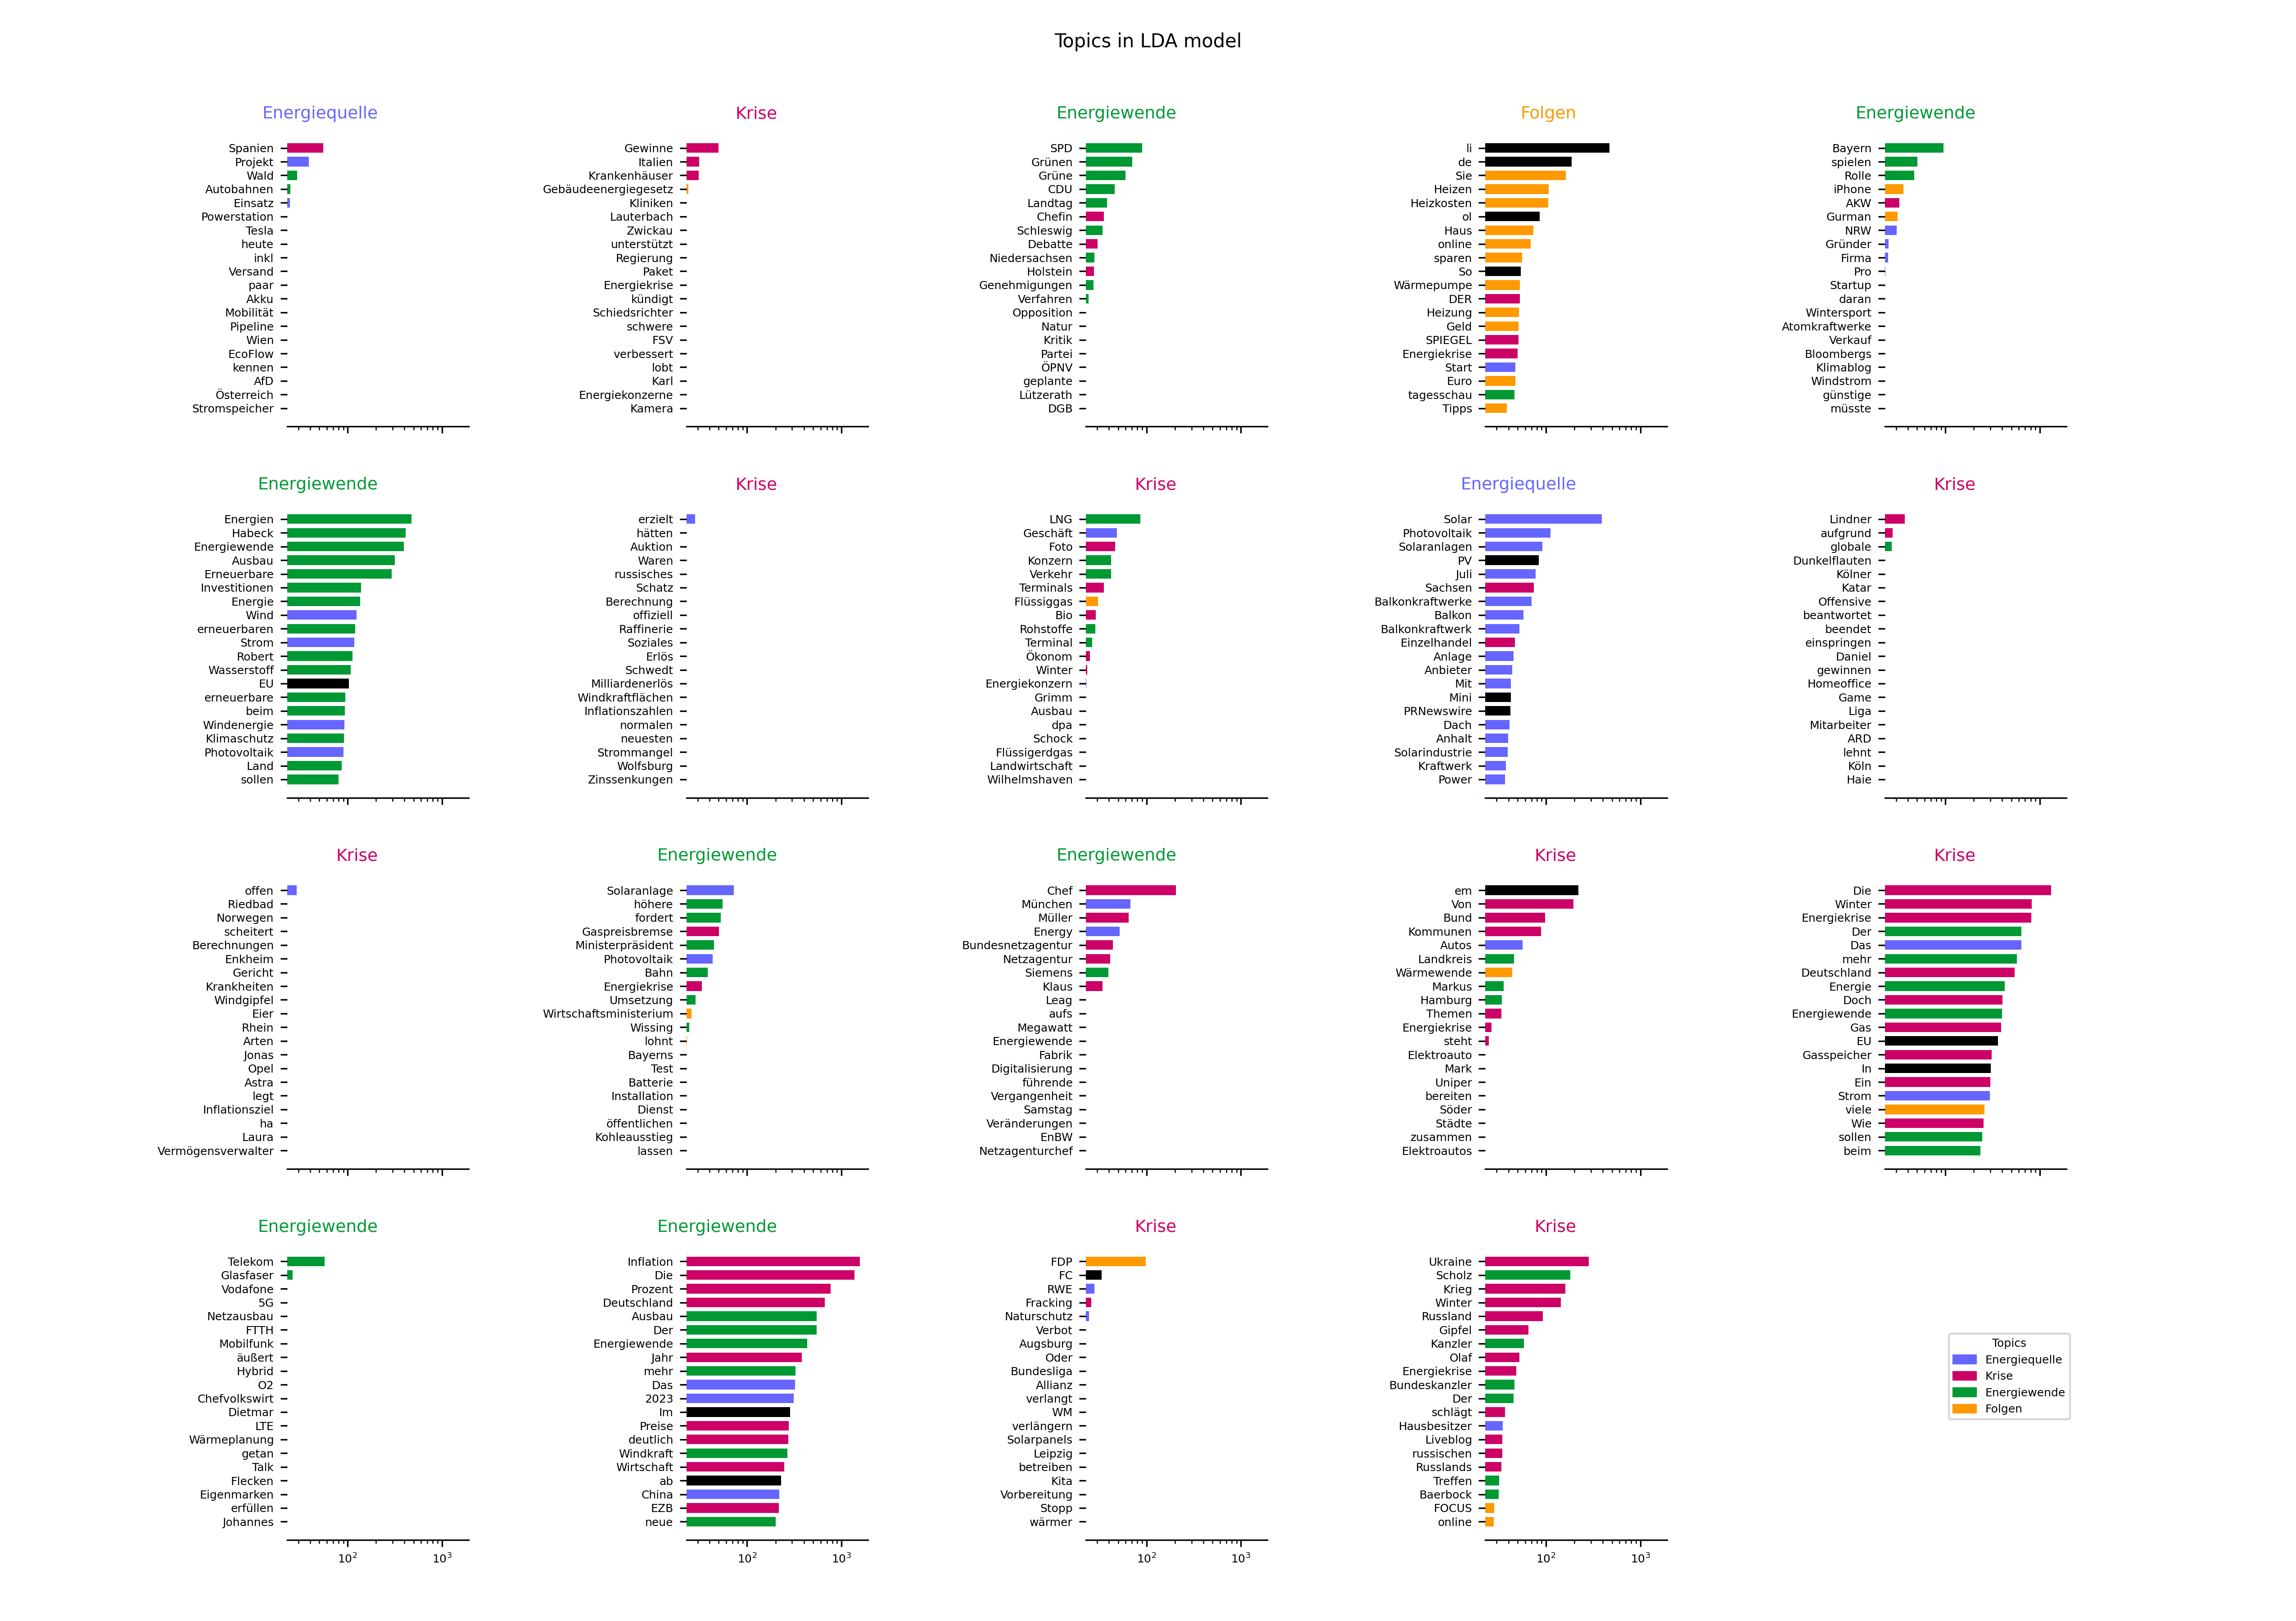 Topics in LDA model
Energiequelle
Spanien
Projekt
Wald
Autobahnen
Einsatz
Powerstation
Tesla
heute
inkl
Versand
paar
Akku
Mobilität
Pipeline
Wien
EcoFlow
kennen
AfD
Österreich
Stromspeicher
Krise
Gewinne
Italien
Krankenhäuser
Gebäudeenergiegesetz
Kliniken
Lauterbach
Zwickau
unterstützt
Regierung
Paket
Energiekrise
kündigt
Schiedsrichter
schwere
FSV
verbessert
lobt
Karl
Energiekonzerne
Kamera
Energiewende
SPD
Grünen
Grüne
CDU
Landtag
Chefin
Schleswig
Debatte
Niedersachsen
Holstein
Genehmigungen
Verfahren
Opposition
Natur
Kritik
Partei
ÖPNV
geplante
Lützerath
DGB
Folgen
li
de
Sie
Heizen
Heizkosten
ol
Haus
online
sparen
So
Wärmepumpe
DER
Heizung
Geld
SPIEGEL
Energiekrise
Start
Euro
tagesschau
Tipps
Energiewende
Bayern
spielen
Rolle
iPhone
AKW
Gurman
NRW
Gründer
Firma
Pro
Startup
daran
Wintersport
Atomkraftwerke
Verkauf
Bloombergs
Klimablog
Windstrom
günstige
müsste
Energiewende
Energien
Habeck
Energiewende
Ausbau
Erneuerbare
Investitionen
Energie
Wind
erneuerbaren
Strom
Robert
Wasserstoff
EU
erneuerbare
beim
Windenergie
Klimaschutz
Photovoltaik
Land
sollen
Krise
erzielt
hätten
Auktion
Waren
russisches
Schatz
Berechnung
offiziell
Raffinerie
Soziales
Erlös
Schwedt
Milliardenerlös
Windkraftflächen
Inflationszahlen
normalen
neuesten
Strommangel
Wolfsburg
Zinssenkungen
Krise
LNG
Geschäft
Foto
Konzern
Verkehr
Terminals
Flüssiggas
Bio
Rohstoffe
Terminal
Ökonom
Winter
Energiekonzern
Grimm
Ausbau
dpa
Schock
Flüssigerdgas
Landwirtschaft
Wilhelmshaven
Energiequelle
Solar
Photovoltaik
Solaranlagen
PV
Juli
Sachsen
Balkonkraftwerke
Balkon
Balkonkraftwerk
Einzelhandel
Anlage
Anbieter
Mit
Mini
PRNewswire
Dach
Anhalt
Solarindustrie
Kraftwerk
Power
Krise
Lindner
aufgrund
globale
Dunkelflauten
Kölner
Katar
Offensive
beantwortet
beendet
einspringen
Daniel
gewinnen
Homeoffice
Game
Liga
Mitarbeiter
ARD
lehnt
Köln
Haie
Krise
offen
Riedbad
Norwegen
scheitert
Berechnungen
Enkheim
Gericht
Krankheiten
Windgipfel
Eier
Rhein
Arten
Jonas
Opel
Astra
legt
Inflationsziel
ha
Laura
Vermögensverwalter
Energiewende
Solaranlage
höhere
fordert
Gaspreisbremse
Ministerpräsident
Photovoltaik
Bahn
Energiekrise
Umsetzung
Wirtschaftsministerium
Wissing
lohnt
Bayerns
Test
Batterie
Installation
Dienst
öffentlichen
Kohleausstieg
lassen
Energiewende
Chef
München
Müller
Energy
Bundesnetzagentur
Netzagentur
Siemens
Klaus
Leag
aufs
Megawatt
Energiewende
Fabrik
Digitalisierung
führende
Vergangenheit
Samstag
Veränderungen
EnBW
Netzagenturchef
Krise
em
Von
Bund
Kommunen
Autos
Landkreis
Wärmewende
Markus
Hamburg
Themen
Energiekrise
steht
Elektroauto
Mark
Uniper
bereiten
Söder
Städte
zusammen
Elektroautos
Krise
Die
Winter
Energiekrise
Der
Das
mehr
Deutschland
Energie
Doch
Energiewende
Gas
EU
Gasspeicher
In
Ein
Strom
viele
Wie
sollen
beim
Energiewende
Telekom
Glasfaser
Vodafone
5G
Netzausbau
FTTH
Mobilfunk
äußert
Hybrid
O2
Chefvolkswirt
Dietmar
LTE
Wärmeplanung
getan
Talk
Flecken
Eigenmarken
erfüllen
Johannes
10² 10³
Energiewende
Inflation
Die
Prozent
Deutschland
Ausbau
Der
Energiewende
Jahr
mehr
Das
2023
Im
Preise
deutlich
Windkraft
Wirtschaft
ab
China
EZB
neue
10² 10³
Krise
FDP
FC
RWE
Fracking
Naturschutz
Verbot
Augsburg
Oder
Bundesliga
Allianz
verlangt
WM
verlängern
Solarpanels
Leipzig
betreiben
Kita
Vorbereitung
Stopp
wärmer
10² 10³
Krise
Ukraine
Scholz
Krieg
Winter
Russland
Gipfel
Kanzler
Olaf
Energiekrise
Bundeskanzler
Der
schlägt
Hausbesitzer
Liveblog
russischen
Russlands
Treffen
Baerbock
FOCUS
online
10² 10³
Topics
Energiequelle
Krise
Energiewende
Folgen